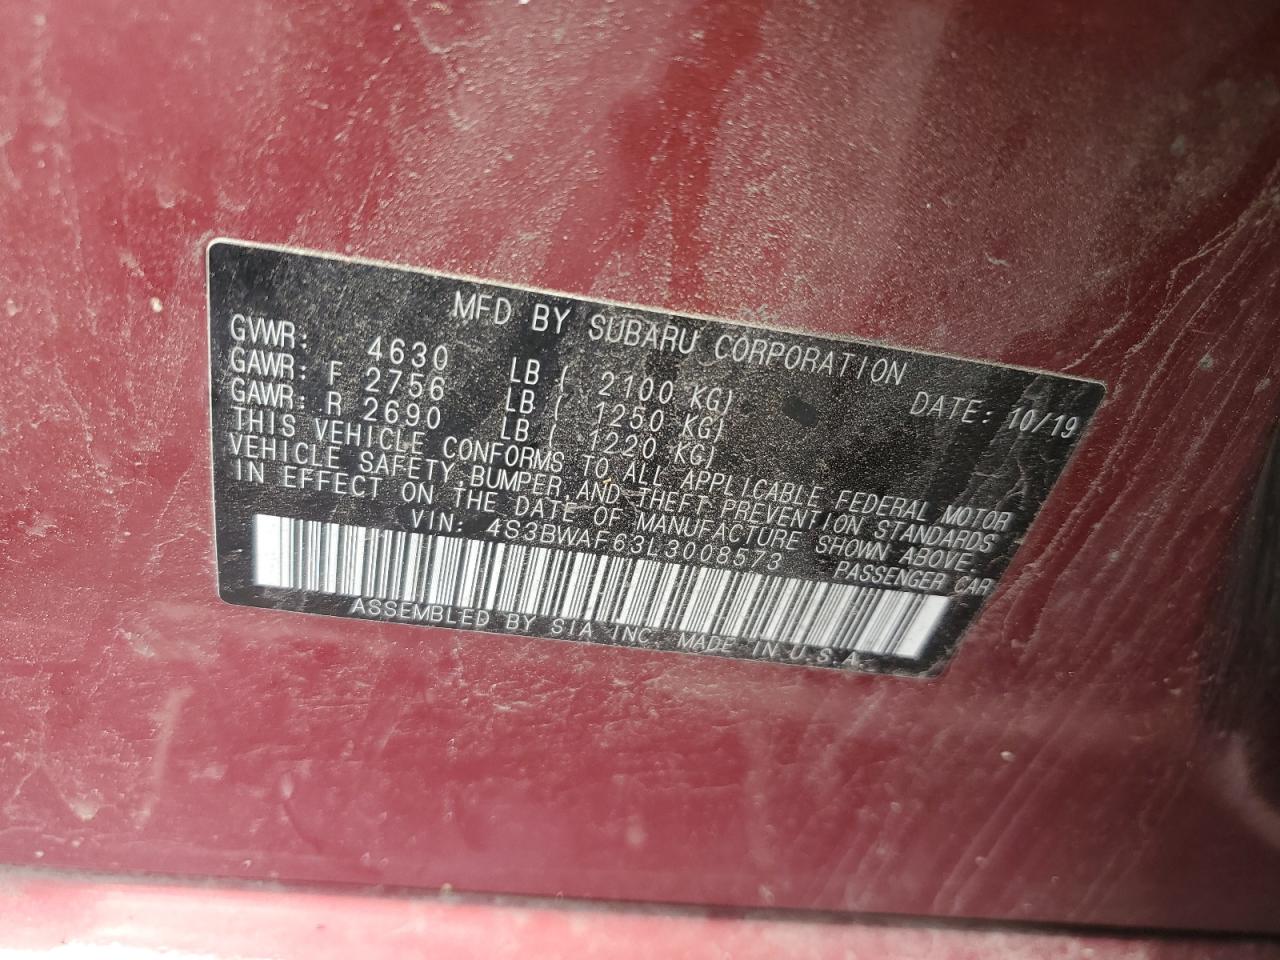 MFD BY SUBARU CORPORATION
DATE: 10/19
GVWR: 4630 LB ( 2100 KG)
GAWR: F 2756 LB ( 1250 KG)
GAWR: R 2690 LB ( 1220 KG)
THIS VEHICLE CONFORMS TO ALL APPLICABLE FEDERAL MOTOR
VEHICLE SAFETY,BUMPER,AND THEFT PREVENTION STANDARDS
IN EFFECT ON THE DATE OF MANUFACTURE SHOWN ABOVE.
VIN: 4S3BWAF63L3008573 PASSENGER CAR
ASSEMBLED BY SIA INC. MADE IN U.S.A.